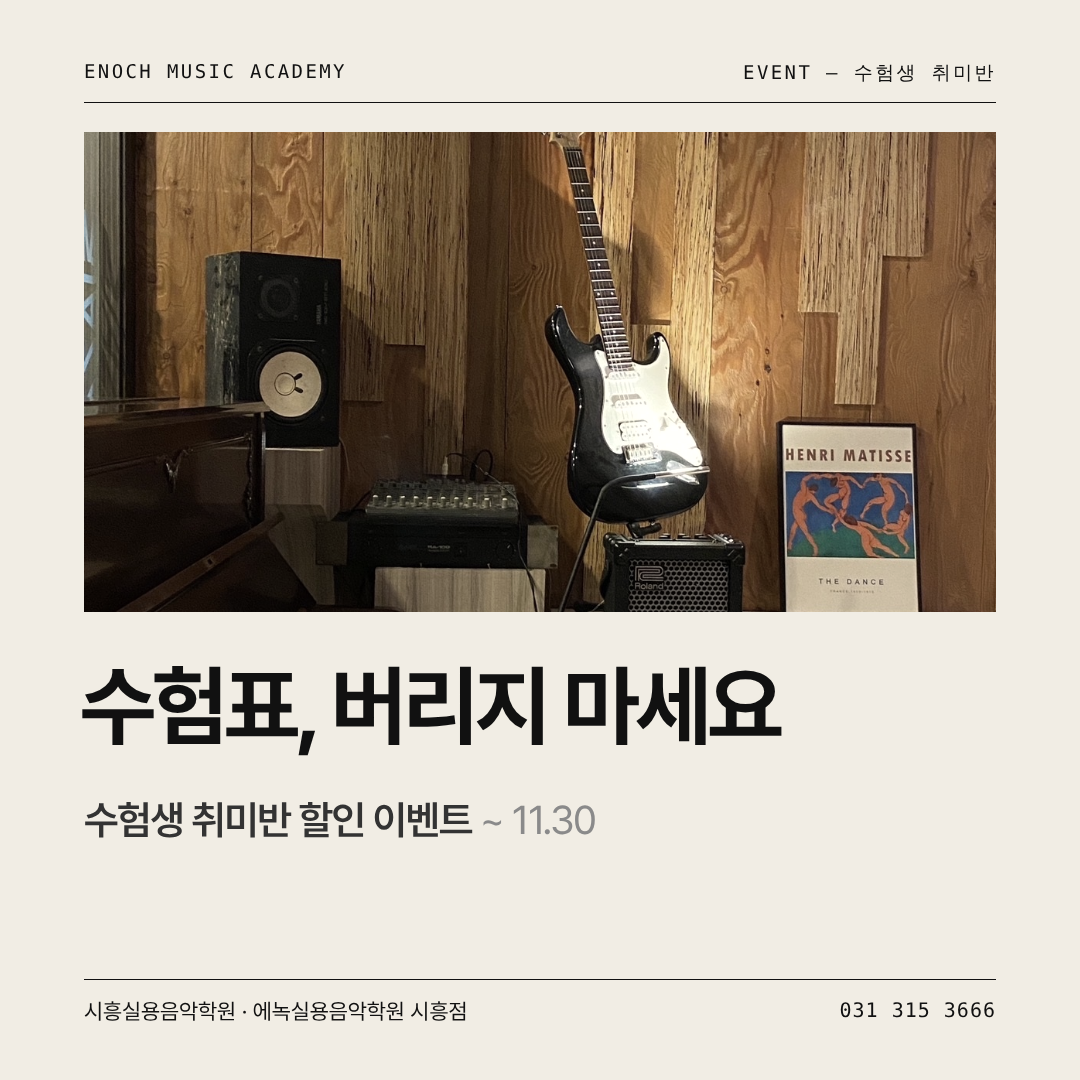 ENOCH MUSIC ACADEMY
EVENT — 수험생 취미반
HENRI MATISSE
THE DANCE
Roland
수험표, 버리지 마세요
수험생 취미반 할인 이벤트 ~ 11.30
시흥실용음악학원 · 에녹실용음악학원 시흥점
031 315 3666